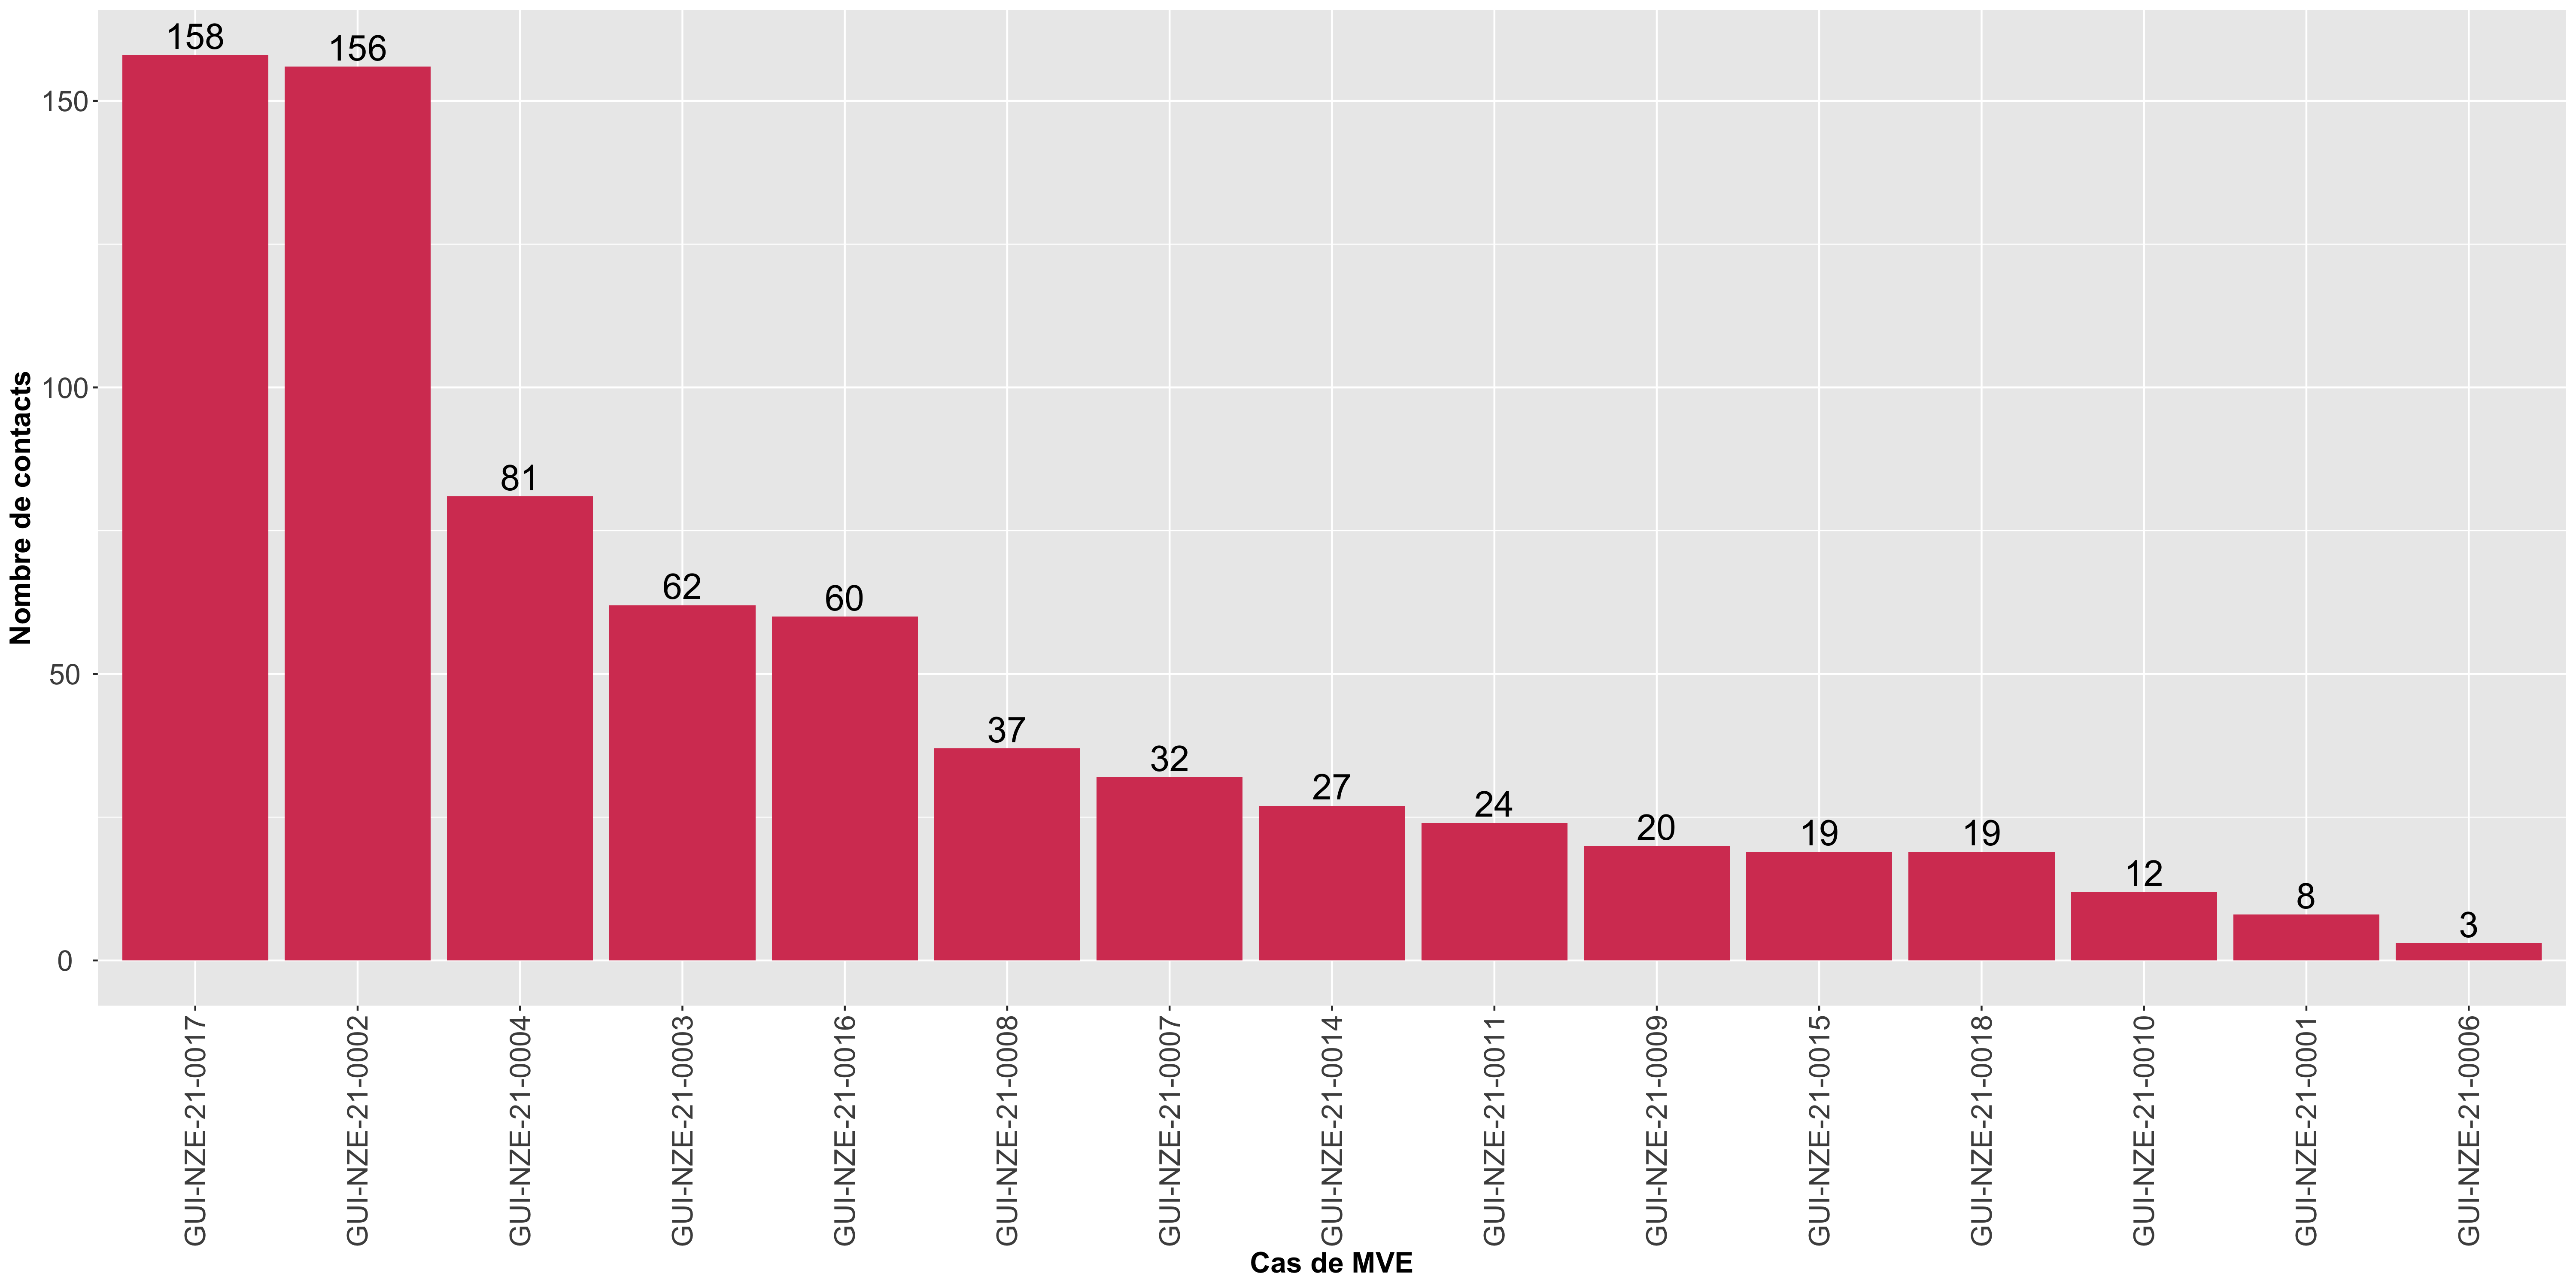 158
156
81
62
60
37
32
27
24
20
19
19
12
8
3
150
100
50
0
Nombre de contacts
GUI-NZE-21-0017
GUI-NZE-21-0002
GUI-NZE-21-0004
GUI-NZE-21-0003
GUI-NZE-21-0016
GUI-NZE-21-0008
GUI-NZE-21-0007
GUI-NZE-21-0014
GUI-NZE-21-0011
GUI-NZE-21-0009
GUI-NZE-21-0015
GUI-NZE-21-0018
GUI-NZE-21-0010
GUI-NZE-21-0001
GUI-NZE-21-0006
Cas de MVE